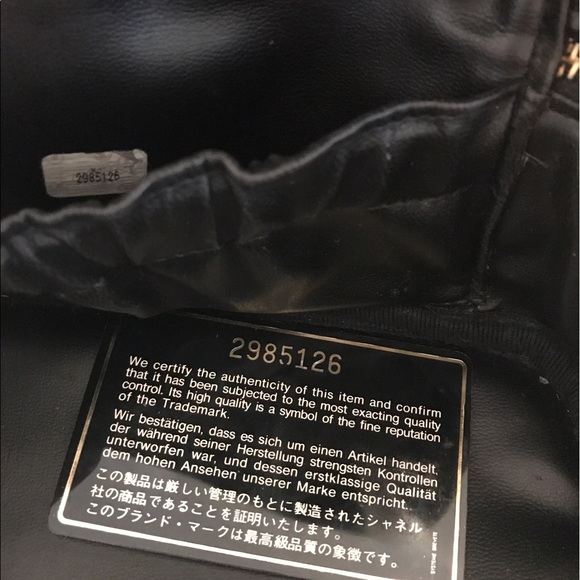 2985126
2985126
We certify the authenticity of this item and confirm
that it has been subjected to the most exacting quality
control. Its high quality is a symbol of the fine reputation
of the Trademark.
Wir bestätigen, dass es sich um einen Artikel handelt,
der während seiner Herstellung strengsten Kontrollen
unterworfen war, und dessen erstklassige Qualität
dem hohen Ansehen unserer Marke entspricht.
この製品は厳しい管理のもとに製造されたシャネル
社の商品であることを証明いたします。
このブランド・マークは最高級品質の象徴です。